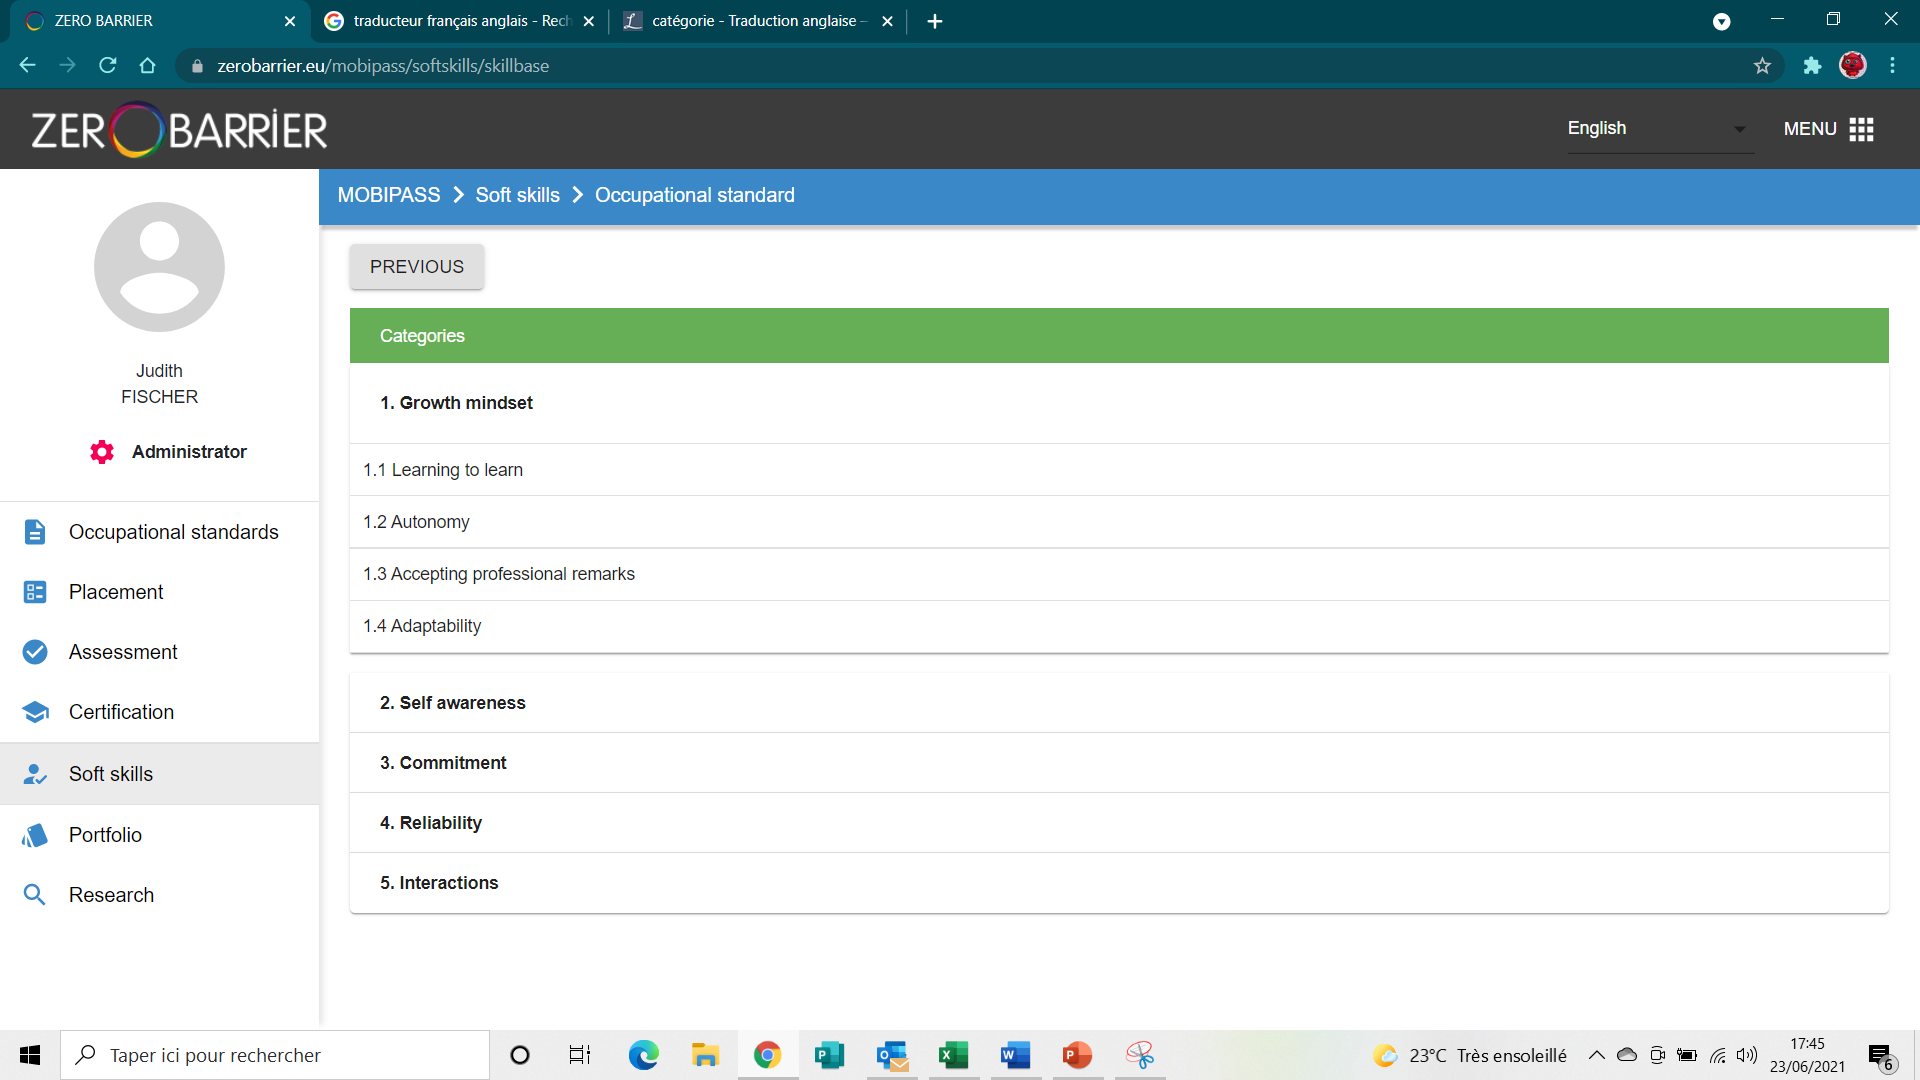 ZERO BARRIER
traducteur français anglais - Rech
catégorie - Traduction anglaise –
zerobarrier.eu/mobipass/softskills/skillbase
ZEROBARRIER
English
MENU
MOBIPASS
Soft skills
Occupational standard
Judith
FISCHER
Administrator
Occupational standards
Placement
Assessment
Certification
Soft skills
Portfolio
Research
PREVIOUS
Categories
1. Growth mindset
1.1 Learning to learn
1.2 Autonomy
1.3 Accepting professional remarks
1.4 Adaptability
2. Self awareness
3. Commitment
4. Reliability
5. Interactions
Taper ici pour rechercher
23°C Très ensoleillé
17:45
23/06/2021
6